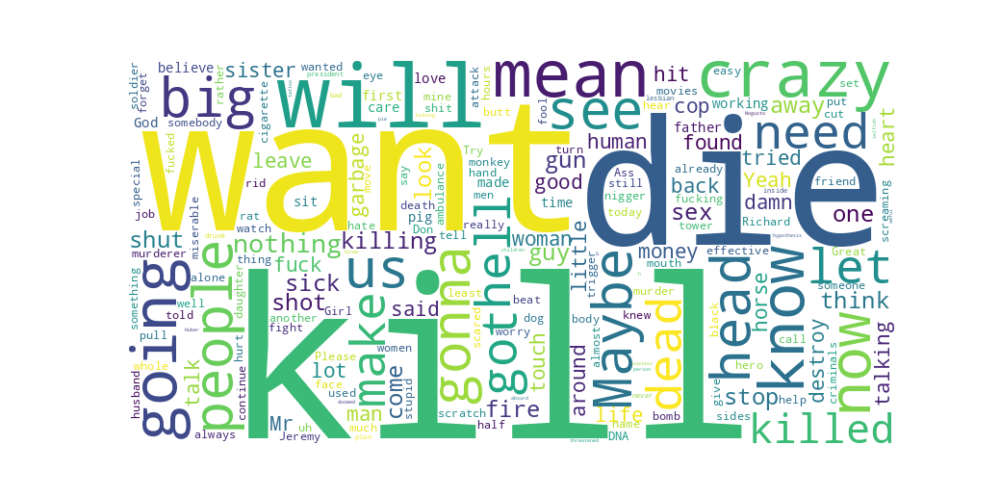 want
die
kill
will
big
mean
crazy
see
need
going
people
us
make
gonna
hell
got
Maybe
dead
head
know
now
let
killed
believe
sister
wanted
president
soldier
forget
God
somebody
rather
cigarette
eye
first
care
love
mine
shit
attack
hours
butt
hit
cop
hear
lesbian
movies
easy
set
working
away
put
cut
fool
human
father
found
tried
heart
gun
turn
good
time
Ass
still
already
back
Yeah
friend
inside
nigger
fucking
today
sex
damn
one
tower
Richard
screaming
special
fucked
leave
garbage
move
look
Try
monkey
hand
made
men
say
ambulance
job
rid
sit
rat
watch
hate
death
pig
Don
really
tell
miserable
drunk
shut
murderer
nothing
killing
woman
children
guy
little
money
mouth
effective
hypothesis
Great
someone
think
thing
fuck
sick
shot
said
alone
something
well
told
daughter
another
Girl
fight
least
beat
scared
worry
dog
body
trigger
murder
knew
almost
black
horse
call
hero
destroy
criminals
talking
pull
whole
talk
hurt
continue
Please
lot
face
used
women
come
stupid
touch
around
person
never
give
stop
help
husband
always
Mr
uh
Jeremy
man
much
scratch
half
fire
absurd
threatened
life
name
DNA
bomb
sides